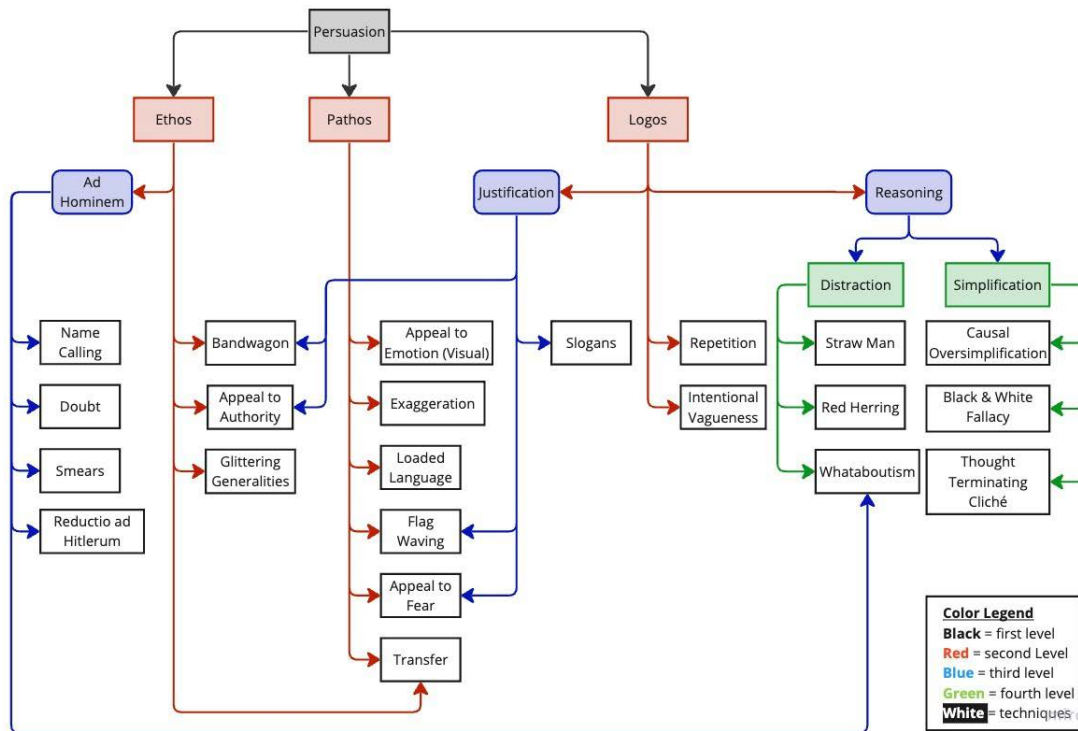 Persuasion
Ethos
Pathos
Logos
Ad
Hominem
Justification
Reasoning
Distraction
Simplification
Name
Calling
Bandwagon
Appeal to
Emotion (Visual)
Slogans
Repetition
Straw Man
Causal
Oversimplification
Doubt
Appeal to
Authority
Exaggeration
Intentional
Vagueness
Red Herring
Black & White
Fallacy
Smears
Glittering
Generalities
Loaded
Language
Whataboutism
Thought
Terminating
Cliché
Reductio ad
Hitlerum
Flag
Waving
Appeal to
Fear
Transfer
Color Legend
Black = first level
Red = second Level
Blue = third level
Green = fourth level
White = techniques